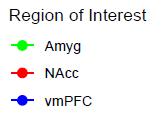 Region of Interest
Amyg
NAcc
vmPFC